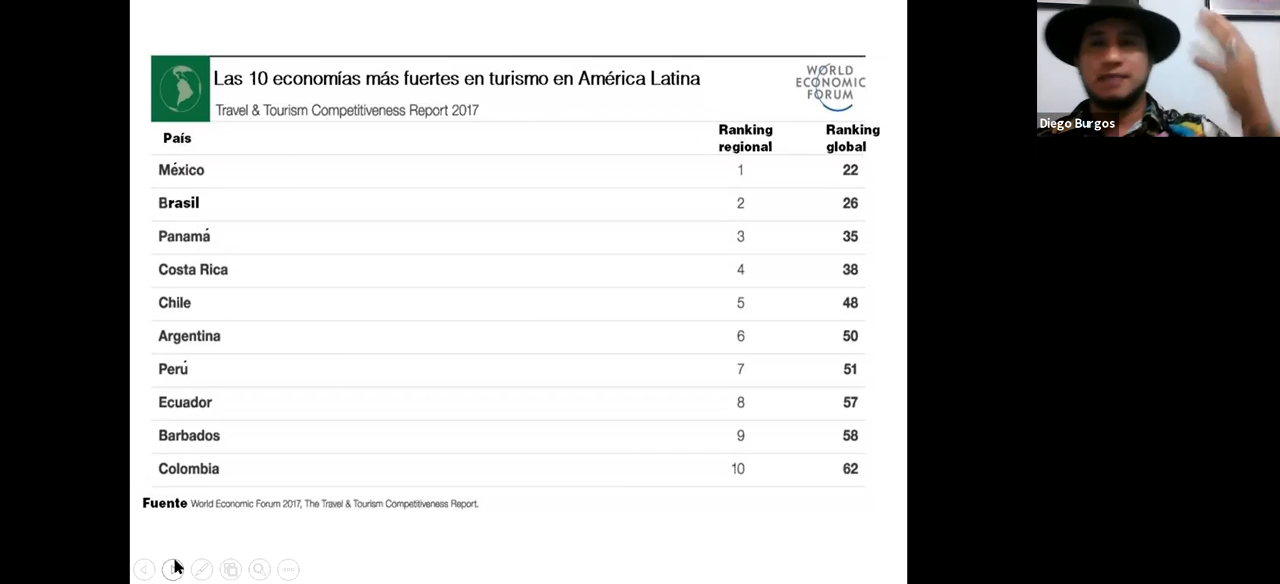 Las 10 economías más fuertes en turismo en América Latina
Travel & Tourism Competitiveness Report 2017
WORLD
ECONOMIC
FORUM
País Ranking regional Ranking global
México 1 22
Brasil 2 26
Panamá 3 35
Costa Rica 4 38
Chile 5 48
Argentina 6 50
Perú 7 51
Ecuador 8 57
Barbados 9 58
Colombia 10 62
Fuente World Economic Forum 2017, The Travel & Tourism Competitiveness Report.
Diego Burgos